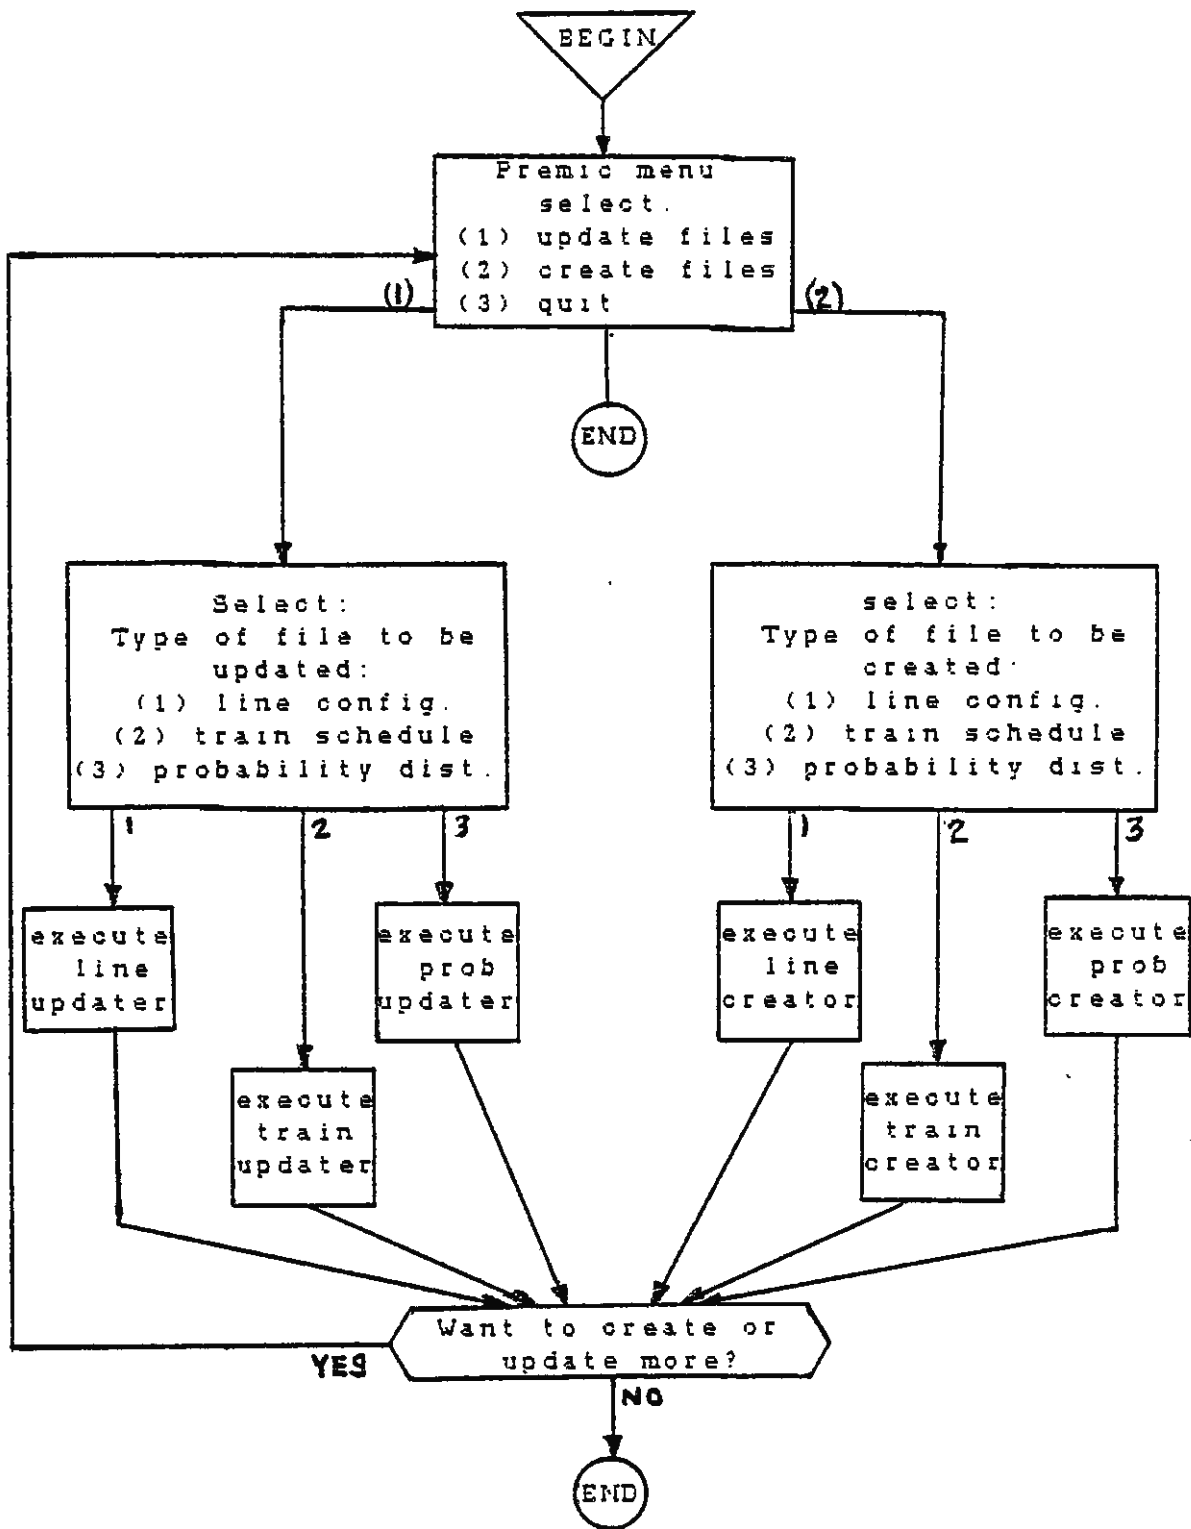 BEGIN
Premic menu
select.
(1) update files
(2) create files
(3) quit
(1)
(2)
END
Select:
Type of file to be
updated:
(1) line config.
(2) train schedule
(3) probability dist.
select:
Type of file to be
created:
(1) line config.
(2) train schedule
(3) probability dist.
1
2
3
1
2
3
execute
line
updater
execute
prob
updater
execute
line
creator
execute
prob
creator
execute
train
updater
execute
train
creator
Want to create or
update more?
YES
NO
END